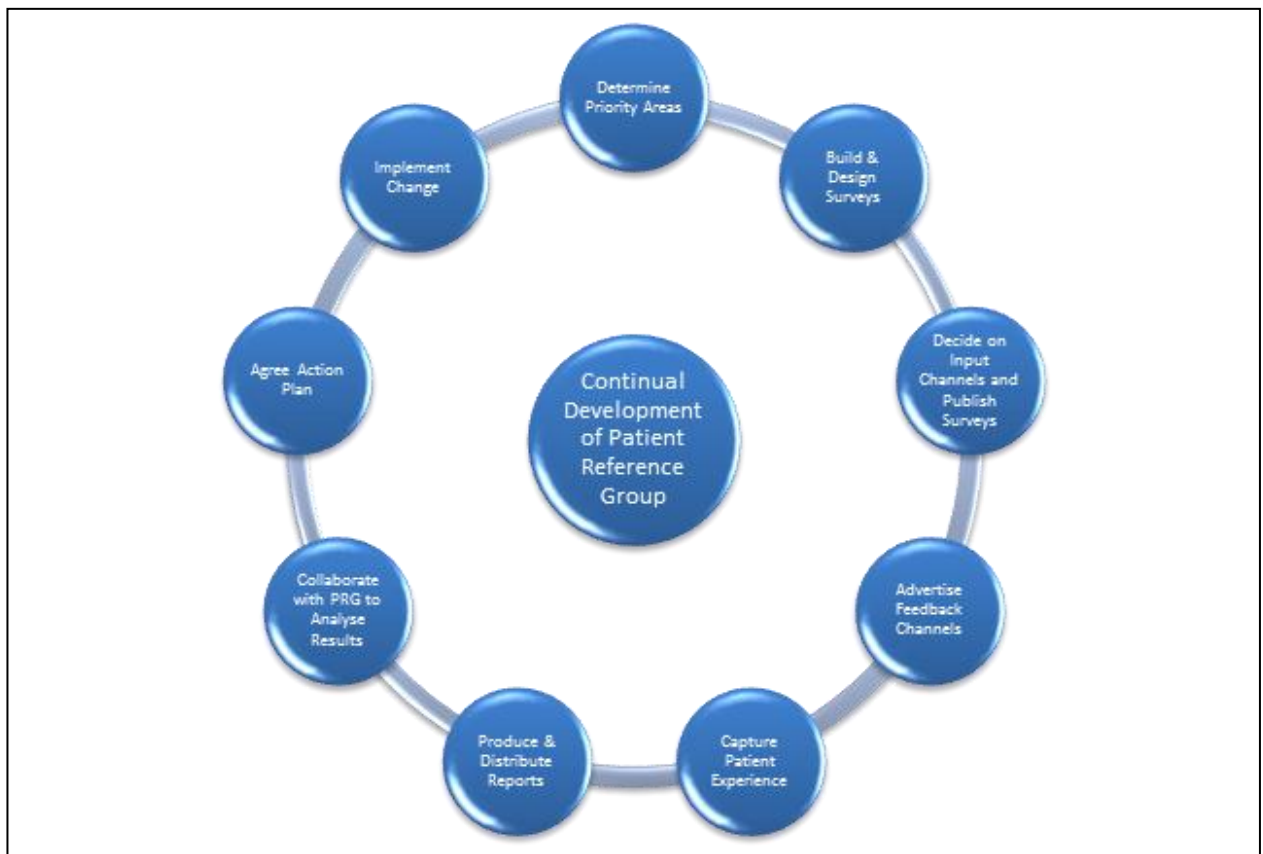 Determine
Priority Areas
Build &
Design
Surveys
Decide on
Input
Channels and
Publish
Surveys
Advertise
Feedback
Channels
Capture
Patient
Experience
Produce &
Distribute
Reports
Collaborate
with PRG to
Analyse
Results
Agree Action
Plan
Implement
Change
Continual
Development
of Patient
Reference
Group